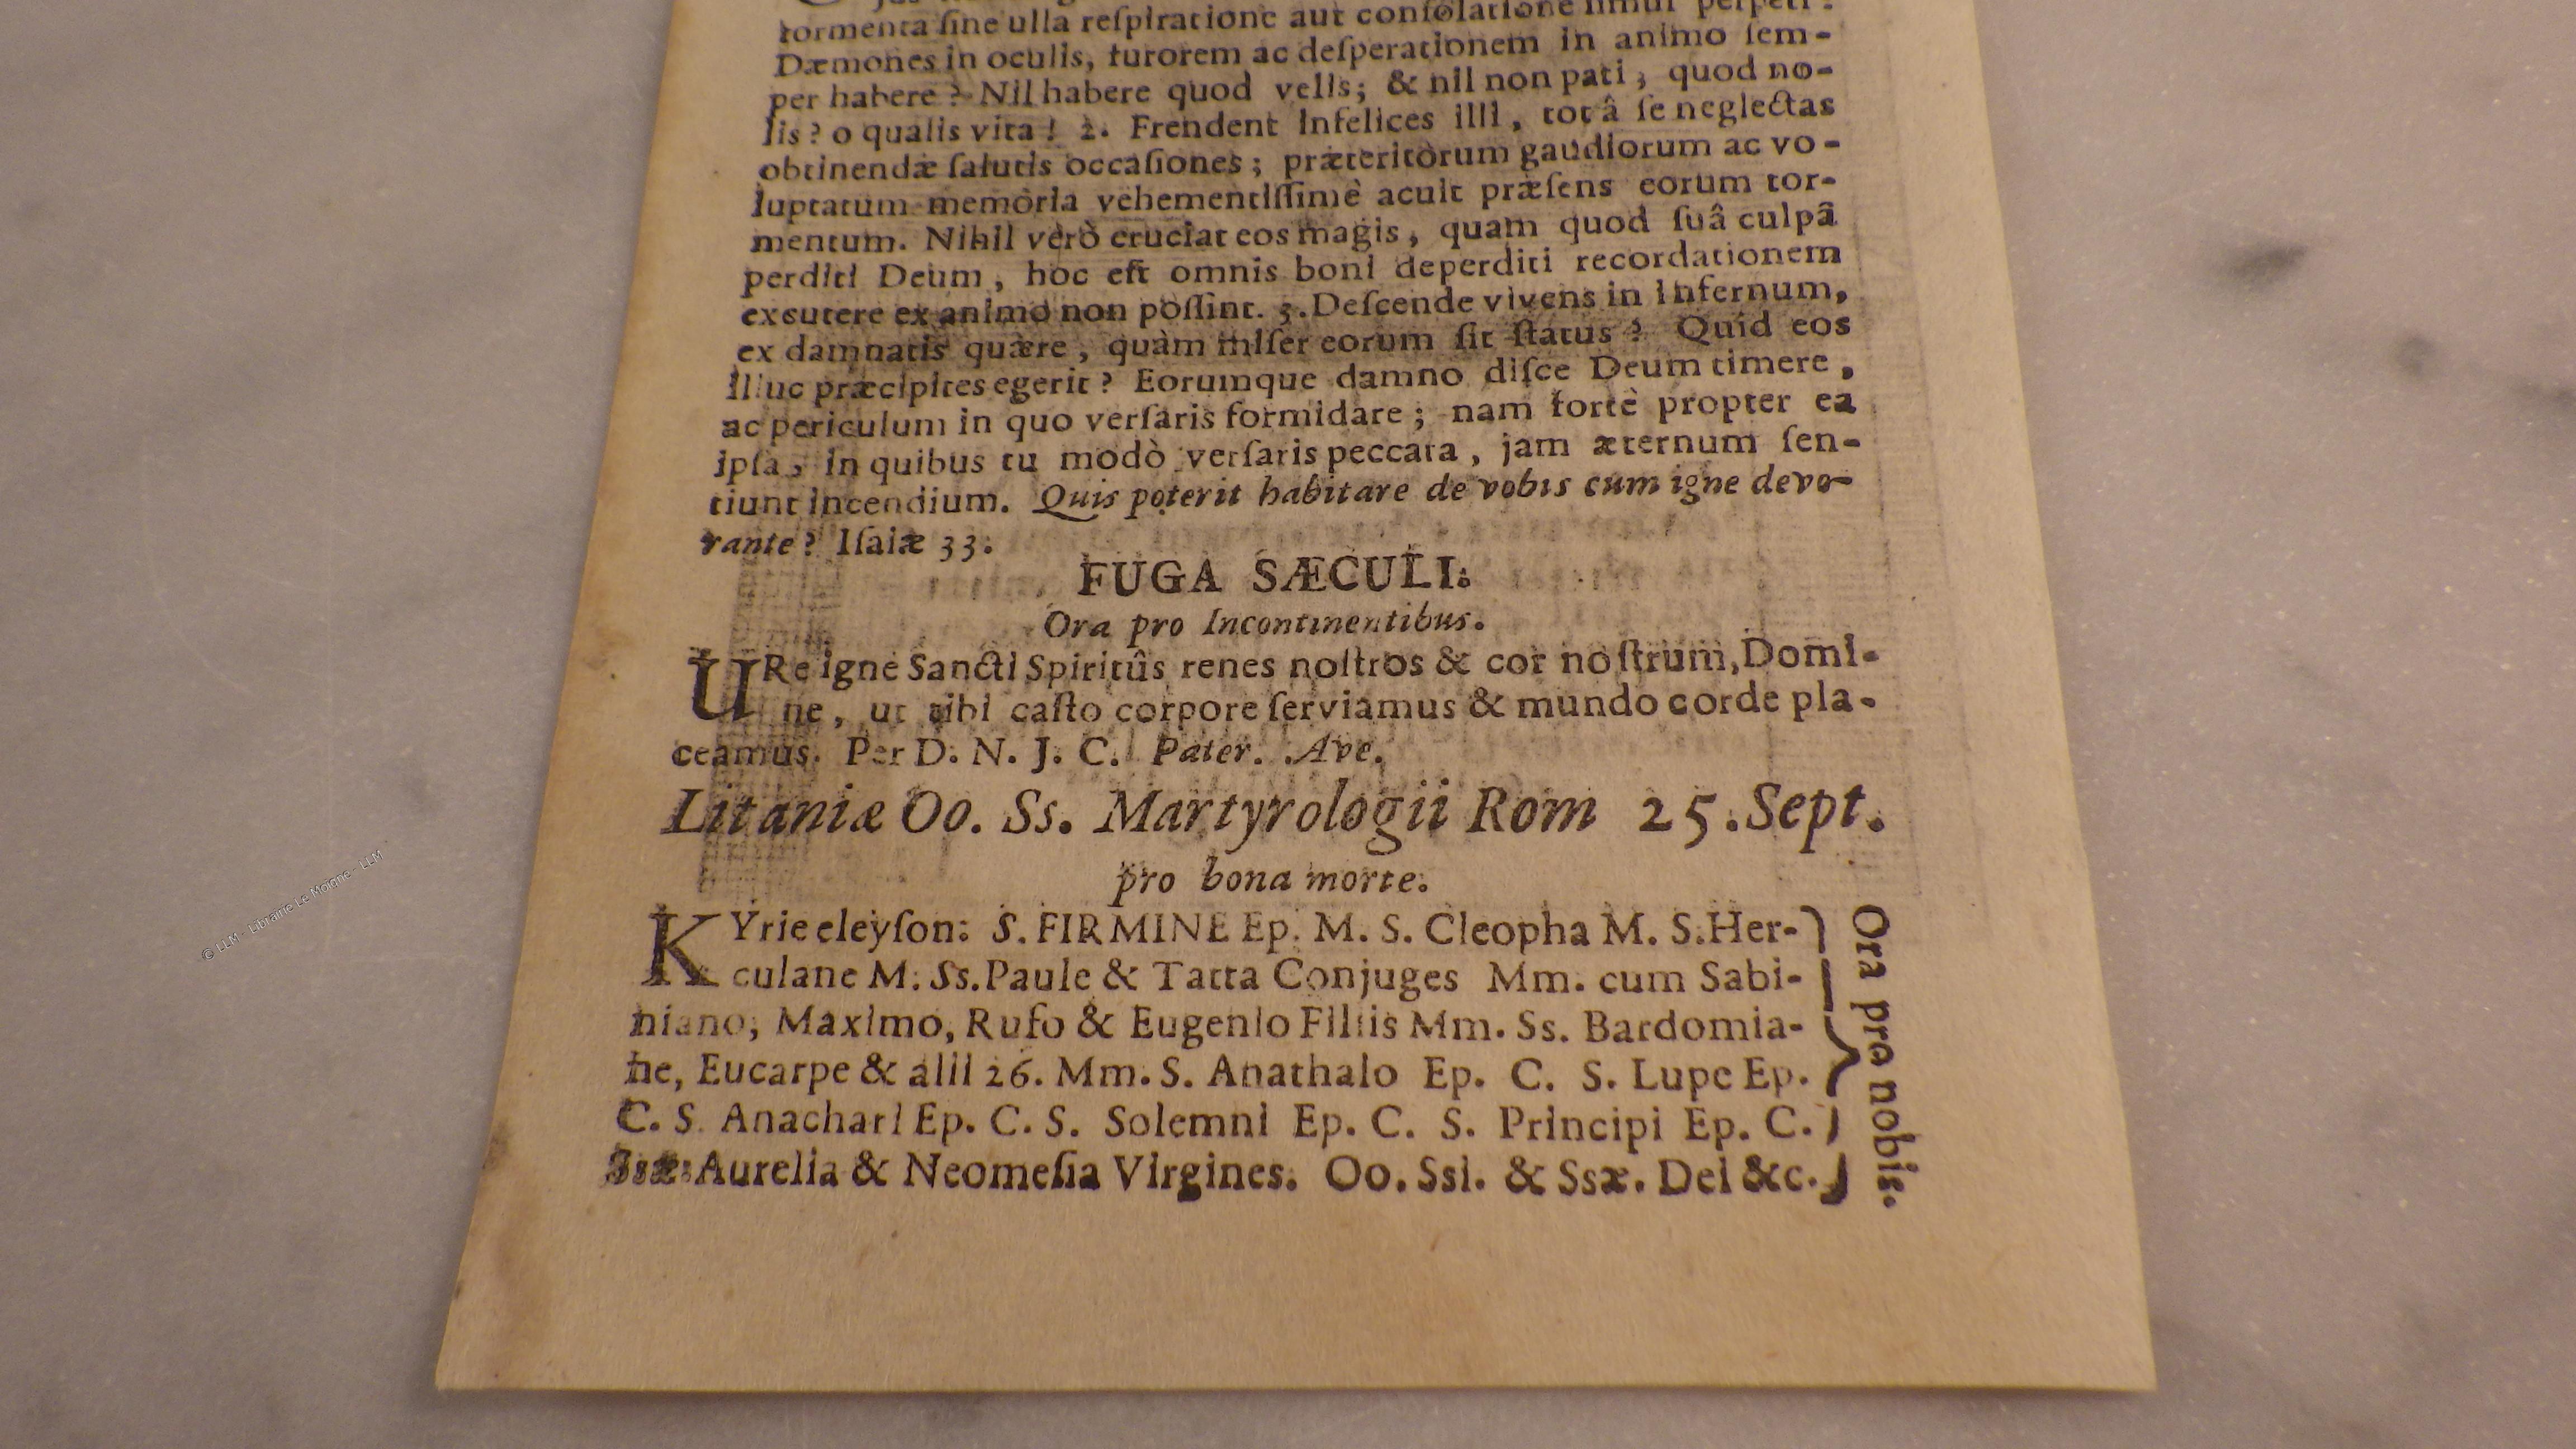 tormenta ſine ulla reſpiratione aut conſolatione ſimul perpeti?
Dæmones in oculis, furorem ac deſperationem in animo ſem-
per habere? Nil habere quod velis; & nil non pati, quod no-
lis? o qualis vita! 2. Frendent infelices illi, tot â ſe neglectas
obtinendæ ſalutis occaſiones; præteritorum gaudiorum ac vo-
luptatum memoria vehementiſſimè acuit præſens eorum tor-
mentum. Nihil verò cruciat eos magis, quam quod ſuâ culpâ
perditi Deum, hoc eſt omnis boni deperditi recordationem
excutere ex animo non poſſint. 3. Deſcende vivens in infernum,
ex damnatis quære, quàm miſer eorum ſit ſtatus? Quid eos
illuc præcipites egerit? Eorumque damno diſce Deum timere,
ac periculum in quo verſaris formidare; nam fortè propter ea
ipſa, in quibus tu modò verſaris peccata, jam æternum ſen-
tiunt incendium. Quis poterit habitare de vobis cum igne devo-
rante? Iſaiæ 33.
FUGA SÆCULI.
Ora pro Incontinentibus.
URe igne Sancti Spiritûs renes noſtros & cor noſtrum, Domi-
ne, ut tibi caſto corpore ſerviamus & mundo corde pla-
ceamus. Per D. N. J. C. Pater. Ave.
Litaniæ Oo. Ss. Martyrologii Rom 25. Sept.
pro bona morte.
KYrie eleyſon: S. FIRMINE Ep. M. S. Cleopha M. S. Her-
culane M. Ss. Paule & Tatta Conjuges Mm. cum Sabi-
niano, Maximo, Rufo & Eugenio Filiis Mm. Ss. Bardomia-
ne, Eucarpe & alii 26. Mm. S. Anathalo Ep. C. S. Lupe Ep.
C. S. Anachari Ep. C. S. Solemni Ep. C. S. Principi Ep. C.
Ssæ: Aurelia & Neomeſia Virgines. Oo. Ssi. & Ssæ. Dei &c.
Ora pro nobis.
© LLM - Librairie Le Moigne - LLM